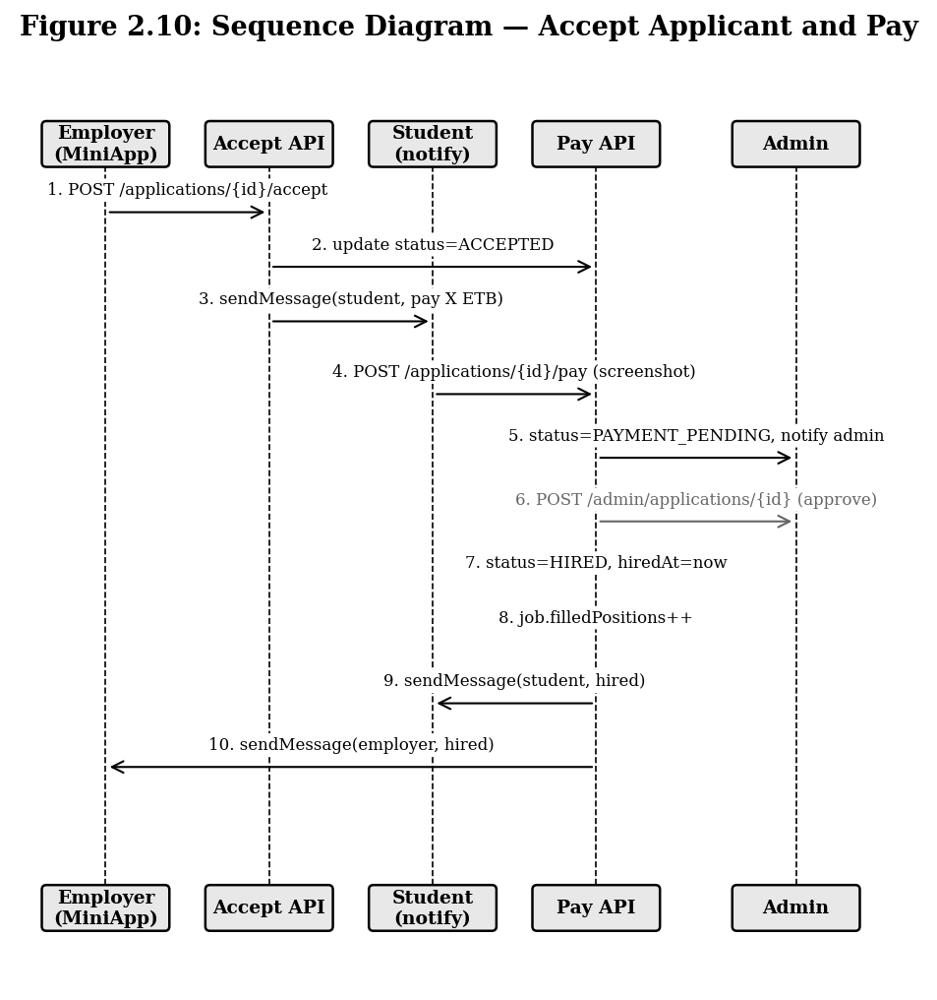 Figure 2.10: Sequence Diagram — Accept Applicant and Pay
Employer
(MiniApp)
Accept API
Student
(notify)
Pay API
Admin
1. POST /applications/{id}/accept
2. update status=ACCEPTED
3. sendMessage(student, pay X ETB)
4. POST /applications/{id}/pay (screenshot)
5. status=PAYMENT_PENDING, notify admin
6. POST /admin/applications/{id} (approve)
7. status=HIRED, hiredAt=now
8. job.filledPositions++
9. sendMessage(student, hired)
10. sendMessage(employer, hired)
Employer
(MiniApp)
Accept API
Student
(notify)
Pay API
Admin